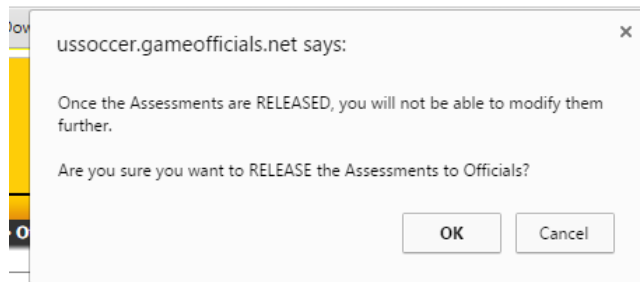 ussoccer.gameofficials.net says:
Once the Assessments are RELEASED, you will not be able to modify them
further.
Are you sure you want to RELEASE the Assessments to Officials?
OK Cancel